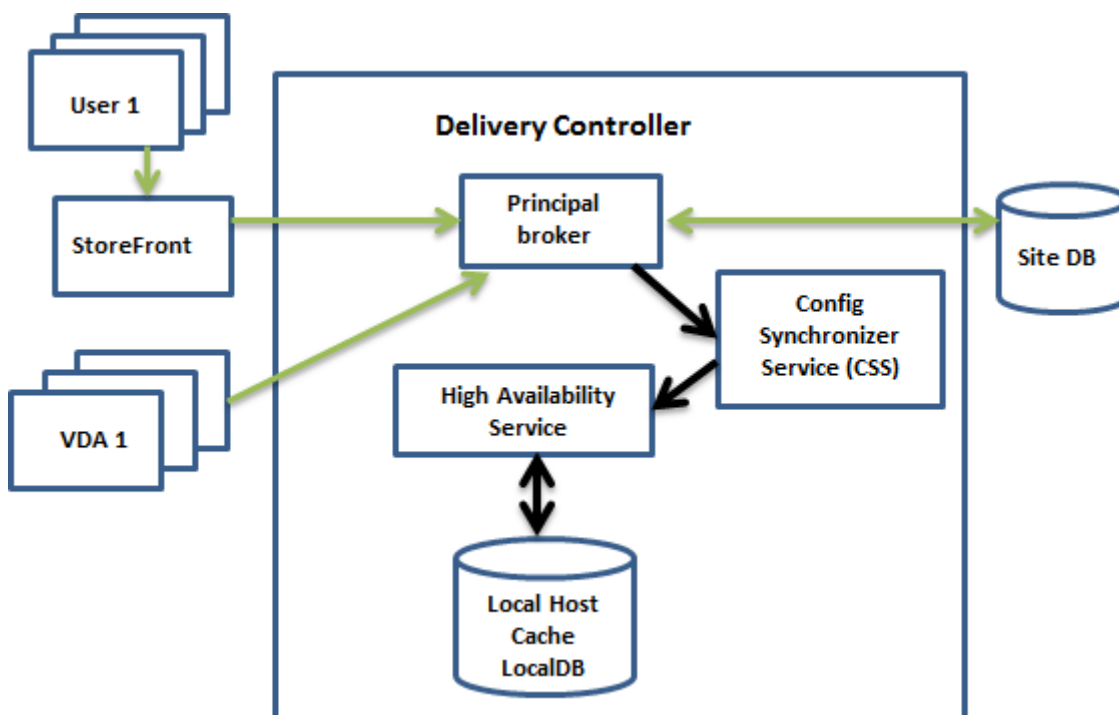 User 1
Delivery Controller
Principal
broker
StoreFront
Site DB
Config
Synchronizer
Service (CSS)
High Availability
Service
VDA 1
Local Host
Cache
LocalDB